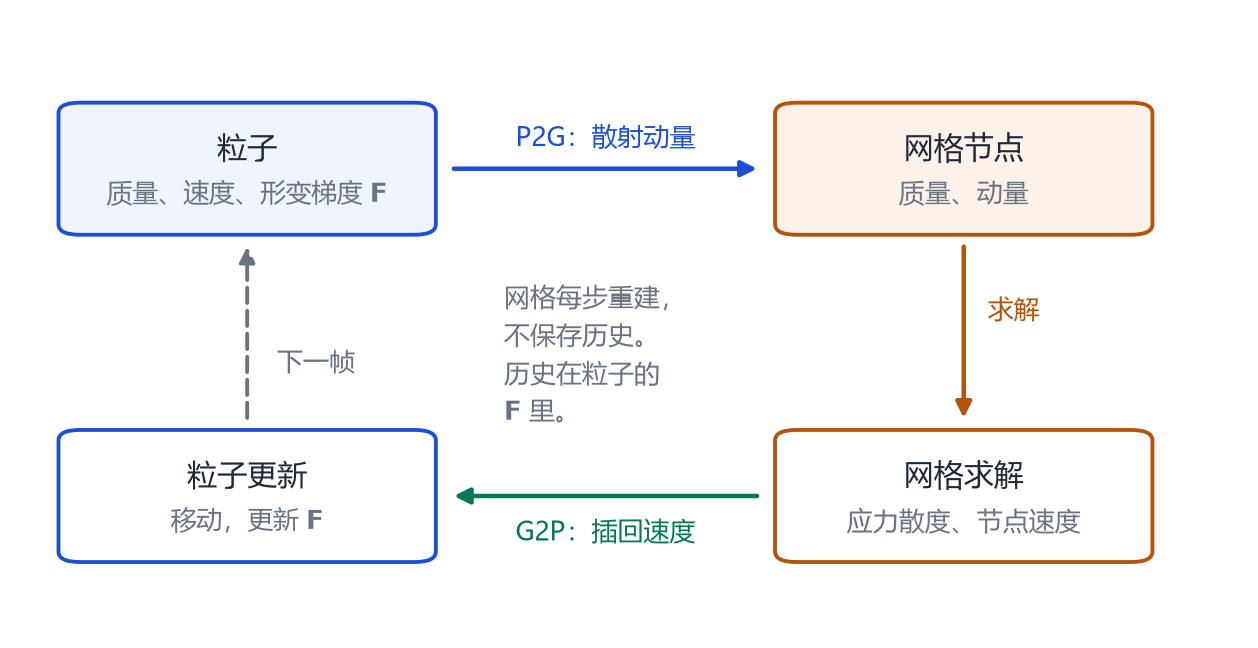 粒子
质量、速度、形变梯度 F
P2G：散射动量
网格节点
质量、动量
求解
网格每步重建，
不保存历史。
历史在粒子的
F 里。
下一帧
粒子更新
移动，更新 F
G2P：插回速度
网格求解
应力散度、节点速度